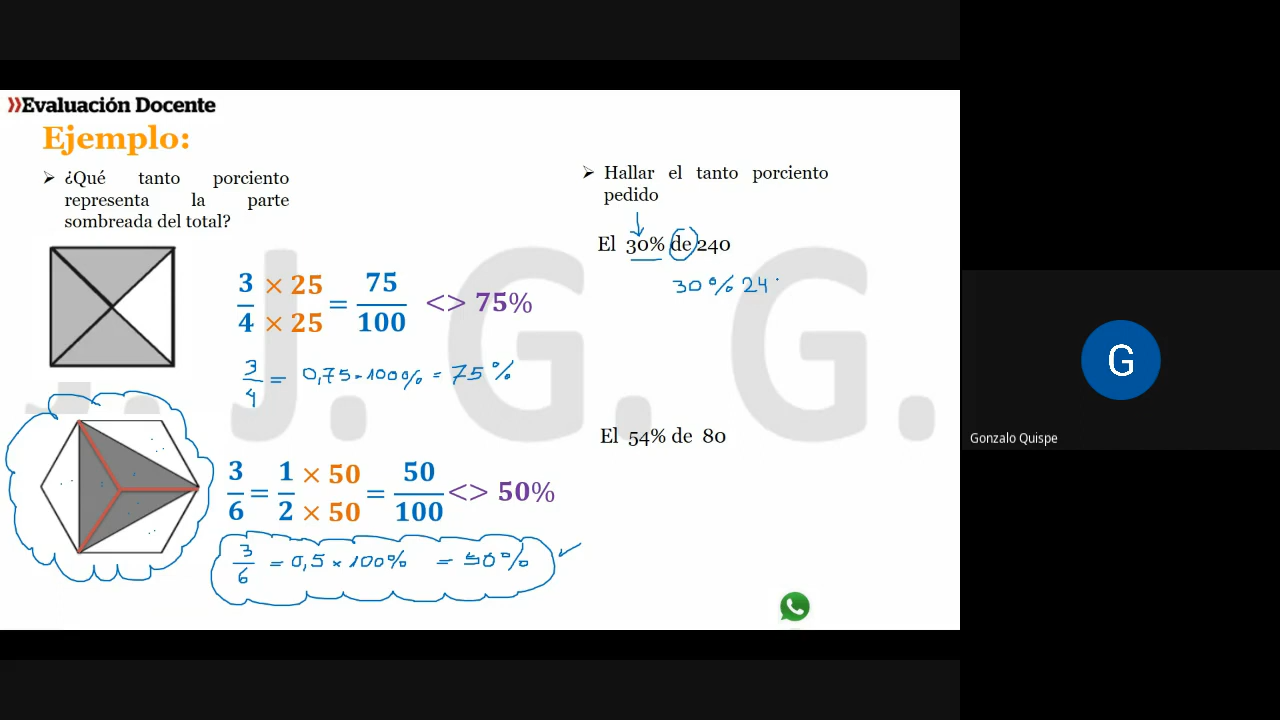 »Evaluación Docente
Ejemplo:
➤ ¿Qué tanto porciento
representa la parte
sombreada del total?
3/4 × 25/× 25 = 75/100 <> 75%
3/4 = 0,75 · 100% = 75%
3/6 = 1/2 × 50/× 50 = 50/100 <> 50%
3/6 = 0,5 × 100% = 50%
➤ Hallar el tanto porciento
pedido
El 30% de 240
30% 24
El 54% de 80
J. G. G.
G
Gonzalo Quispe